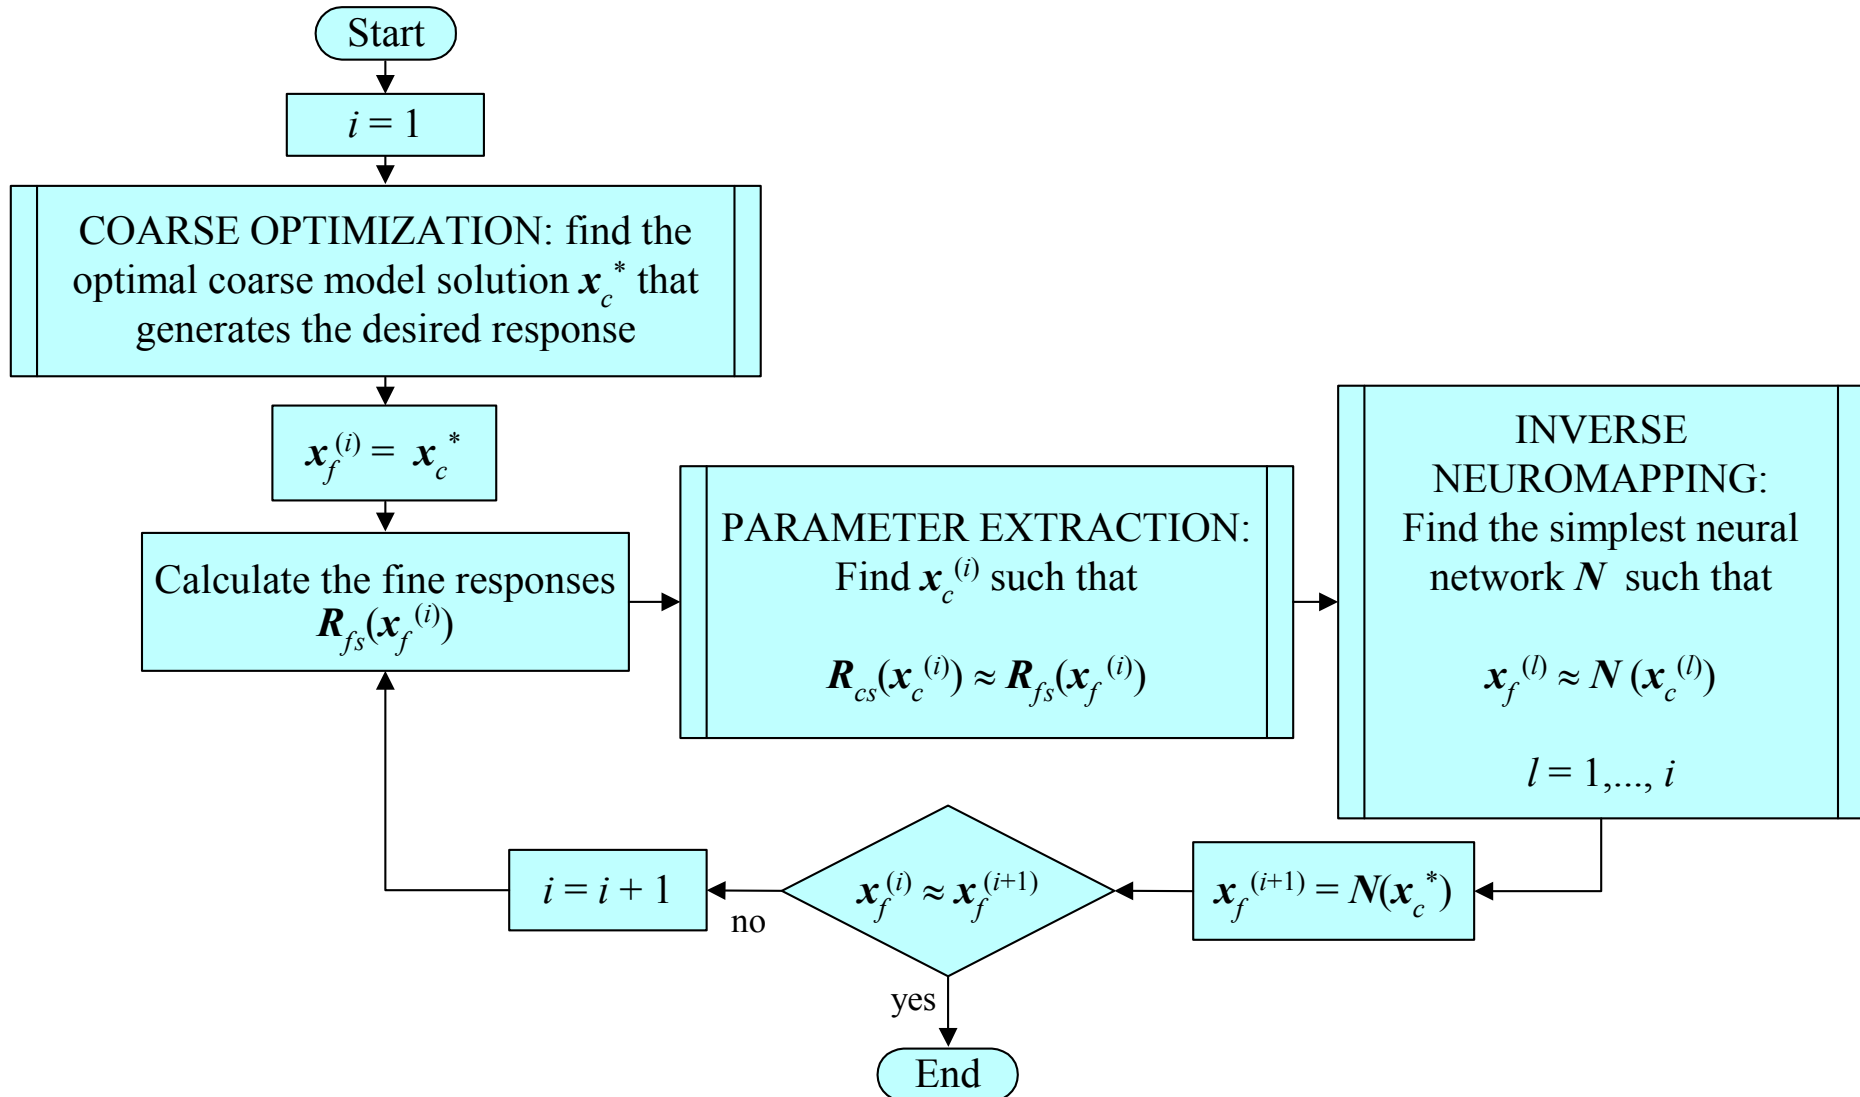 Start
i = 1
COARSE OPTIMIZATION: find the
optimal coarse model solution x_c^* that
generates the desired response
x_f^(i) = x_c^*
Calculate the fine responses
R_fs(x_f^(i))
PARAMETER EXTRACTION:
Find x_c^(i) such that
R_cs(x_c^(i)) ≈ R_fs(x_f^(i))
INVERSE
NEUROMAPPING:
Find the simplest neural
network N such that
x_f^(l) ≈ N (x_c^(l))
l = 1,..., i
x_f^(i+1) = N(x_c^*)
x_f^(i) ≈ x_f^(i+1)
no
i = i + 1
yes
End